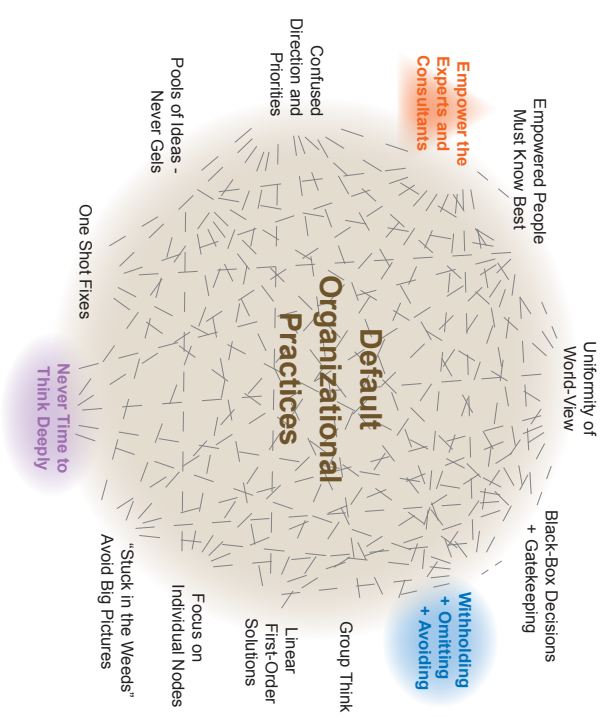 Default
Organizational
Practices
Uniformity of
World-View
Black-Box Decisions
+ Gatekeeping
Withholding
+ Omitting
+ Avoiding
Group Think
Linear
First-Order
Solutions
Focus on
Individual Nodes
“Stuck in the Weeds”
Avoid Big Pictures
Never Time to
Think Deeply
One Shot Fixes
Pools of Ideas -
Never Gels
Confused
Direction and
Priorities
Empower the
Experts and
Consultants
Empowered People
Must Know Best